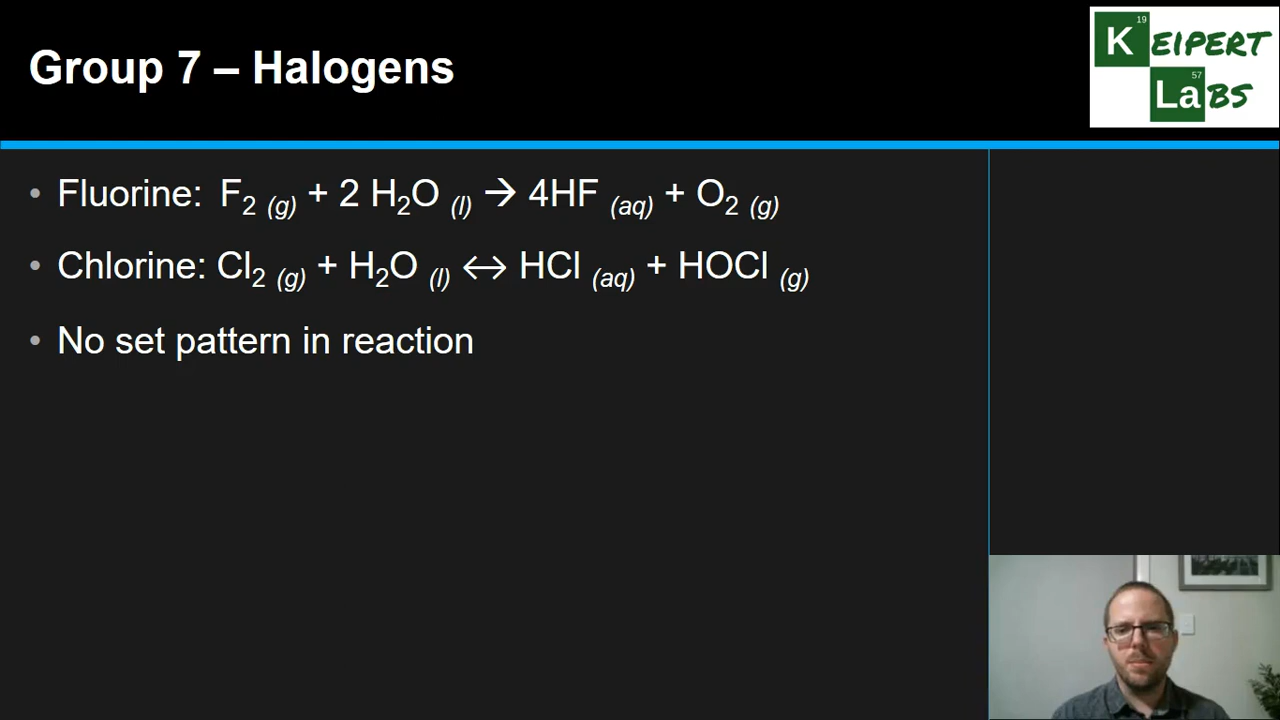 Group 7 – Halogens
19
K EIPERT
57
La BS
• Fluorine: F₂ (g) + 2 H₂O (l) → 4HF (aq) + O₂ (g)
• Chlorine: Cl₂ (g) + H₂O (l) ↔ HCl (aq) + HOCl (g)
• No set pattern in reaction